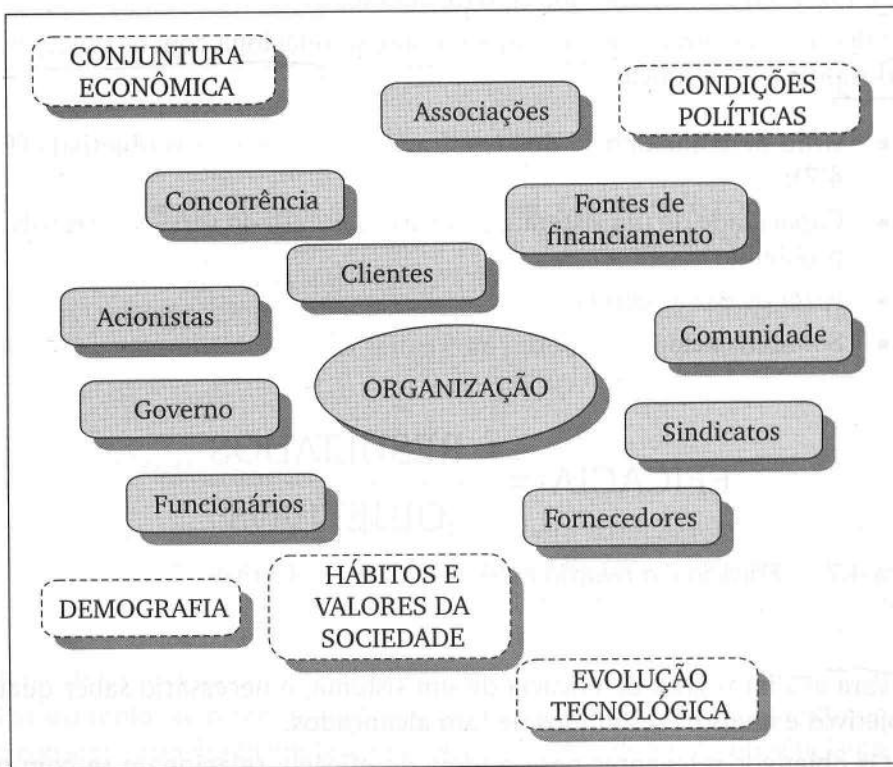 CONJUNTURA
ECONÔMICA
Associações
CONDIÇÕES
POLÍTICAS
Concorrência
Fontes de
financiamento
Clientes
Acionistas
Comunidade
ORGANIZAÇÃO
Governo
Sindicatos
Funcionários
Fornecedores
HÁBITOS E
VALORES DA
SOCIEDADE
DEMOGRAFIA
EVOLUÇÃO
TECNOLÓGICA